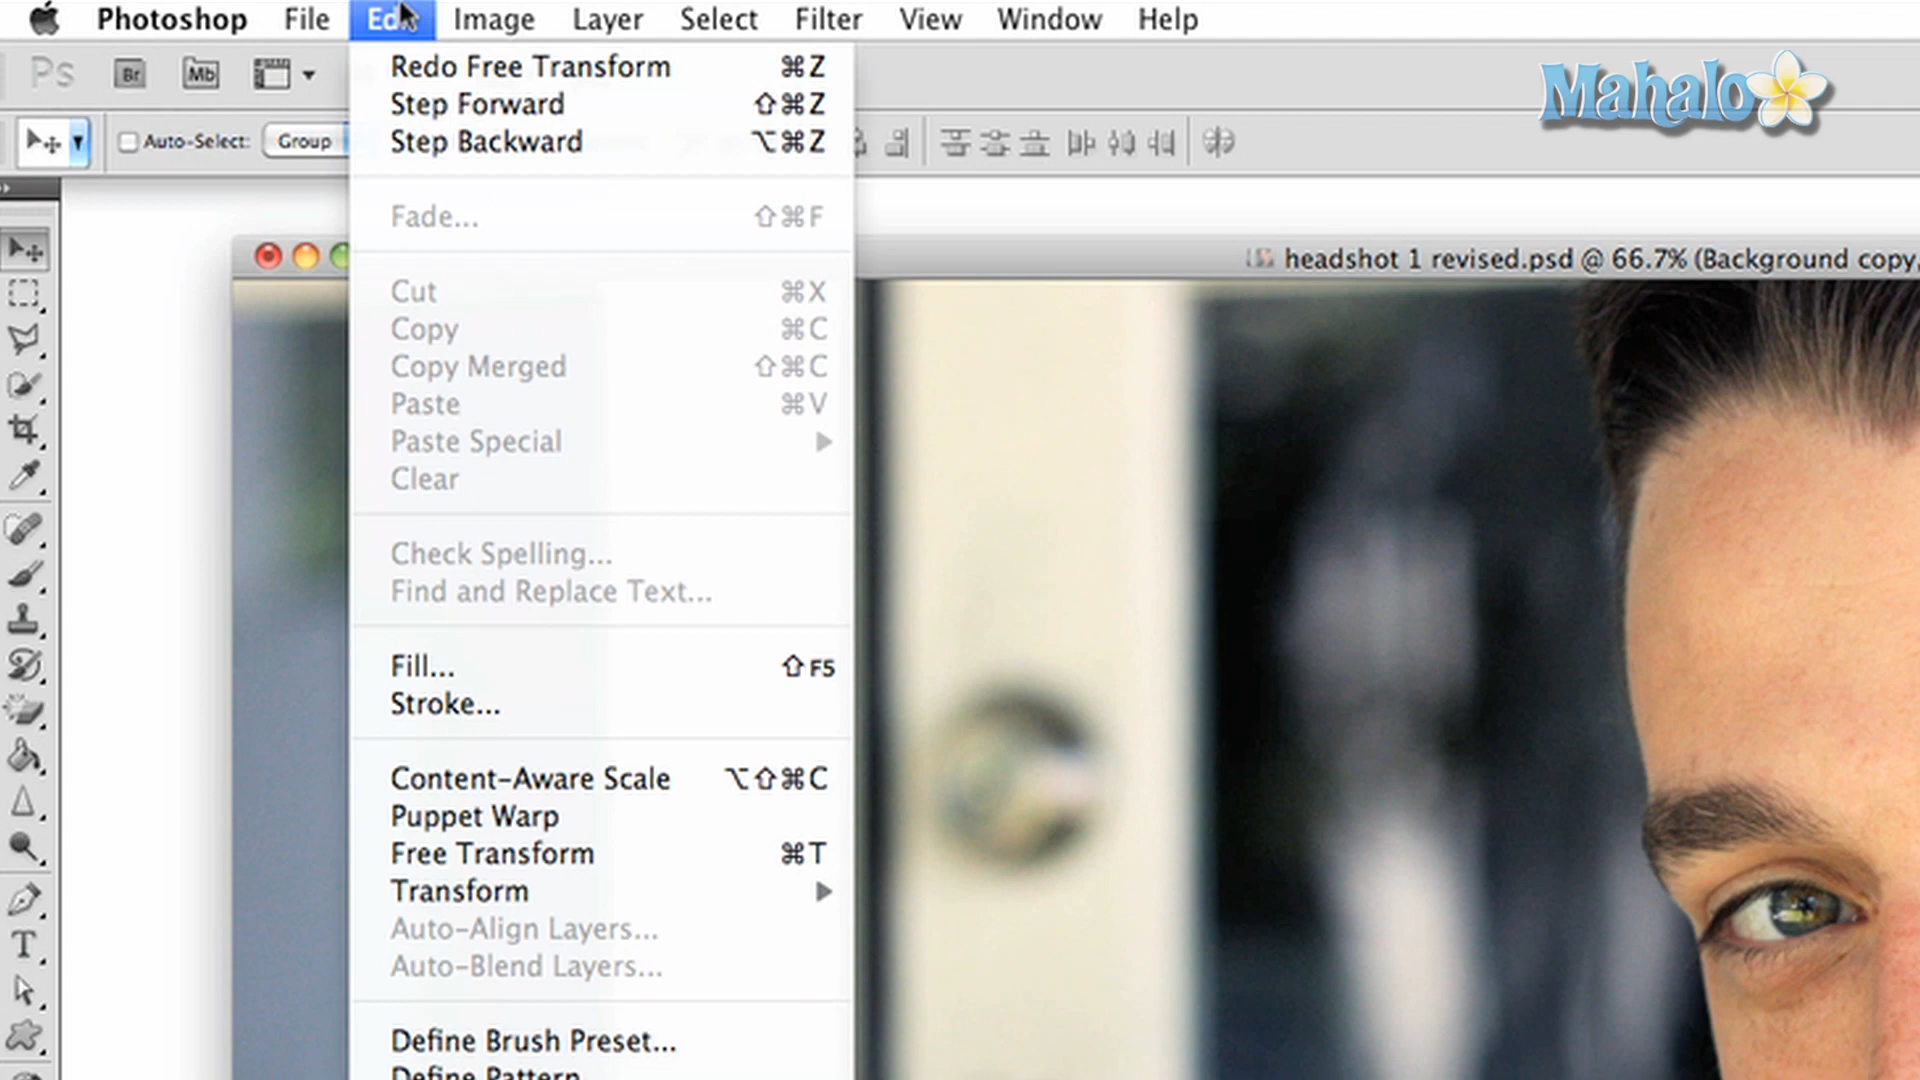 Photoshop File Edit Image Layer Select Filter View Window Help
Ps Br Mb
Mahalo
Auto-Select: Group
headshot 1 revised.psd @ 66.7% (Background copy,
Redo Free Transform ⌘Z
Step Forward ⇧⌘Z
Step Backward ⌥⌘Z
Fade... ⇧⌘F
Cut ⌘X
Copy ⌘C
Copy Merged ⇧⌘C
Paste ⌘V
Paste Special ▶
Clear
Check Spelling...
Find and Replace Text...
Fill... ⇧F5
Stroke...
Content-Aware Scale ⌥⇧⌘C
Puppet Warp
Free Transform ⌘T
Transform ▶
Auto-Align Layers...
Auto-Blend Layers...
Define Brush Preset...
Define Pattern